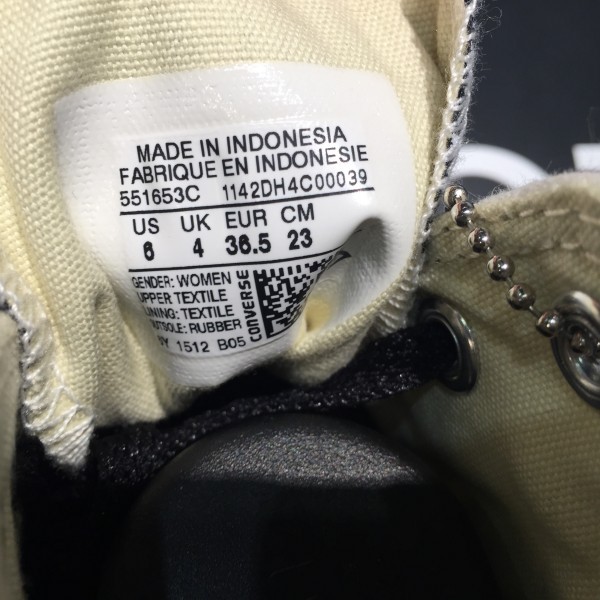 MADE IN INDONESIA
FABRIQUE EN INDONESIE
551653C 1142DH4C00039
US UK EUR CM
6 4 36.5 23
GENDER: WOMEN
UPPER: TEXTILE
LINING: TEXTILE
OUTSOLE: RUBBER
1512 B05
CONVERSE